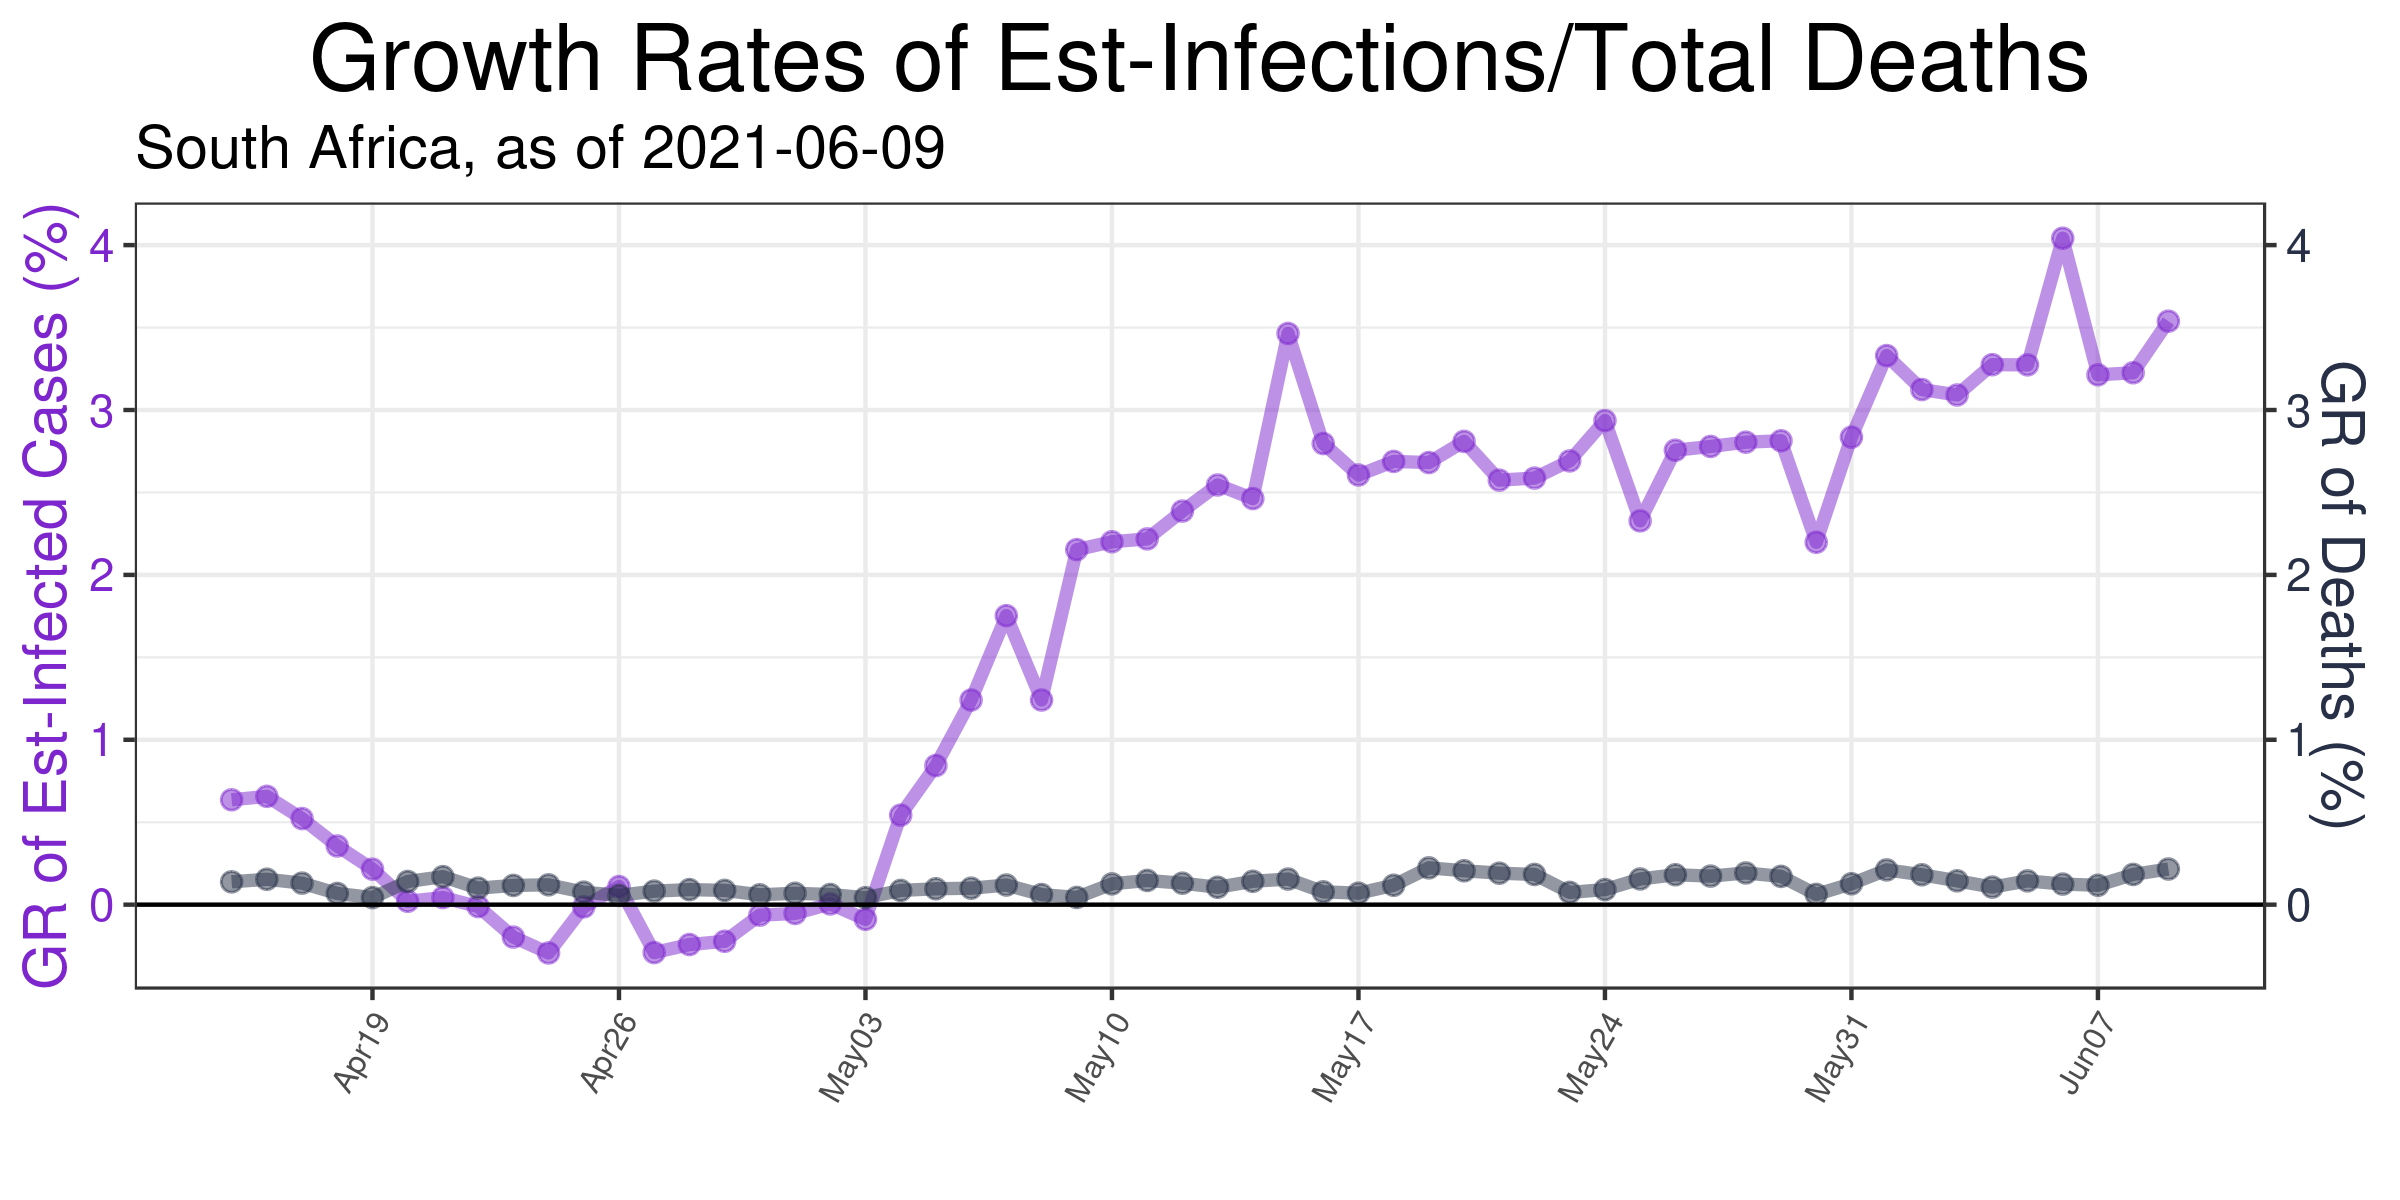 Growth Rates of Est-Infections/Total Deaths
South Africa, as of 2021-06-09
GR of Est-Infected Cases (%)
4
3
2
1
0
4
3
2
1
0
GR of Deaths (%)
Apr19
Apr26
May03
May10
May17
May24
May31
Jun07